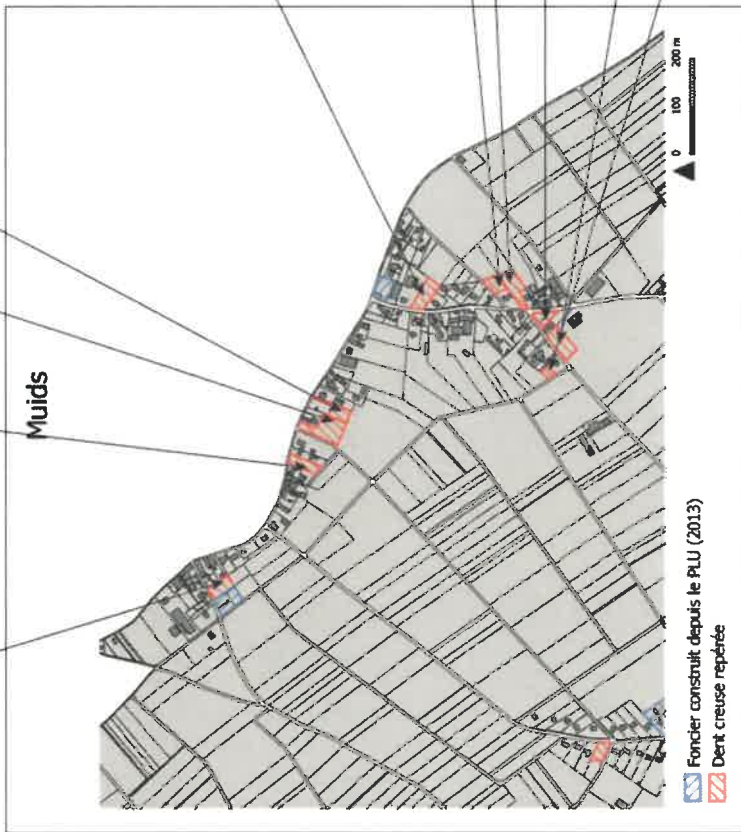 Muids
0 100 200 m
Foncier construit depuis le PLU (2013)
Dent creuse repérée